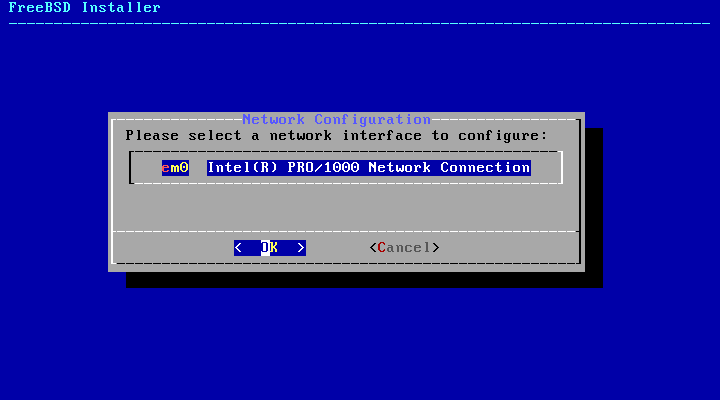 FreeBSD Installer
Network Configuration
Please select a network interface to configure:
em0  Intel(R) PRO/1000 Network Connection
<  OK  >  <Cancel>